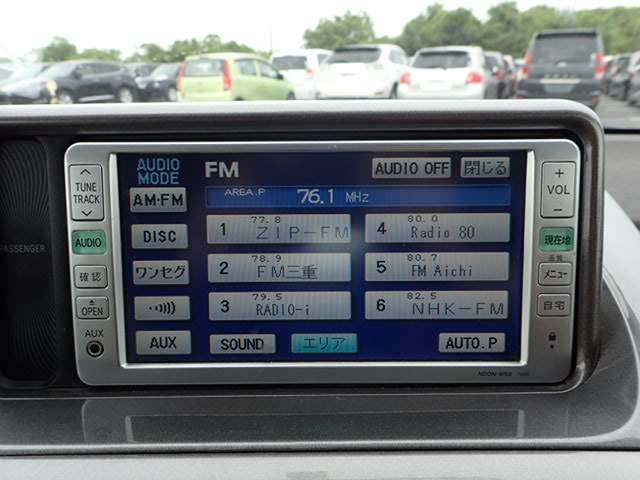 PASSENGER
TUNE
TRACK
AUDIO
確認
OPEN
AUX
AUDIO
MODE
AM・FM
DISC
ワンセグ
AUX
FM
AUDIO OFF
閉じる
AREA.P 76.1 MHz
77.8
1 ZIP-FM
80.0
4 Radio 80
78.9
2 FM三重
80.7
5 FM Aichi
79.5
3 RADIO-i
82.5
6 NHK-FM
SOUND
エリア
AUTO.P
+
VOL
-
現在地
画質
メニュー
自宅